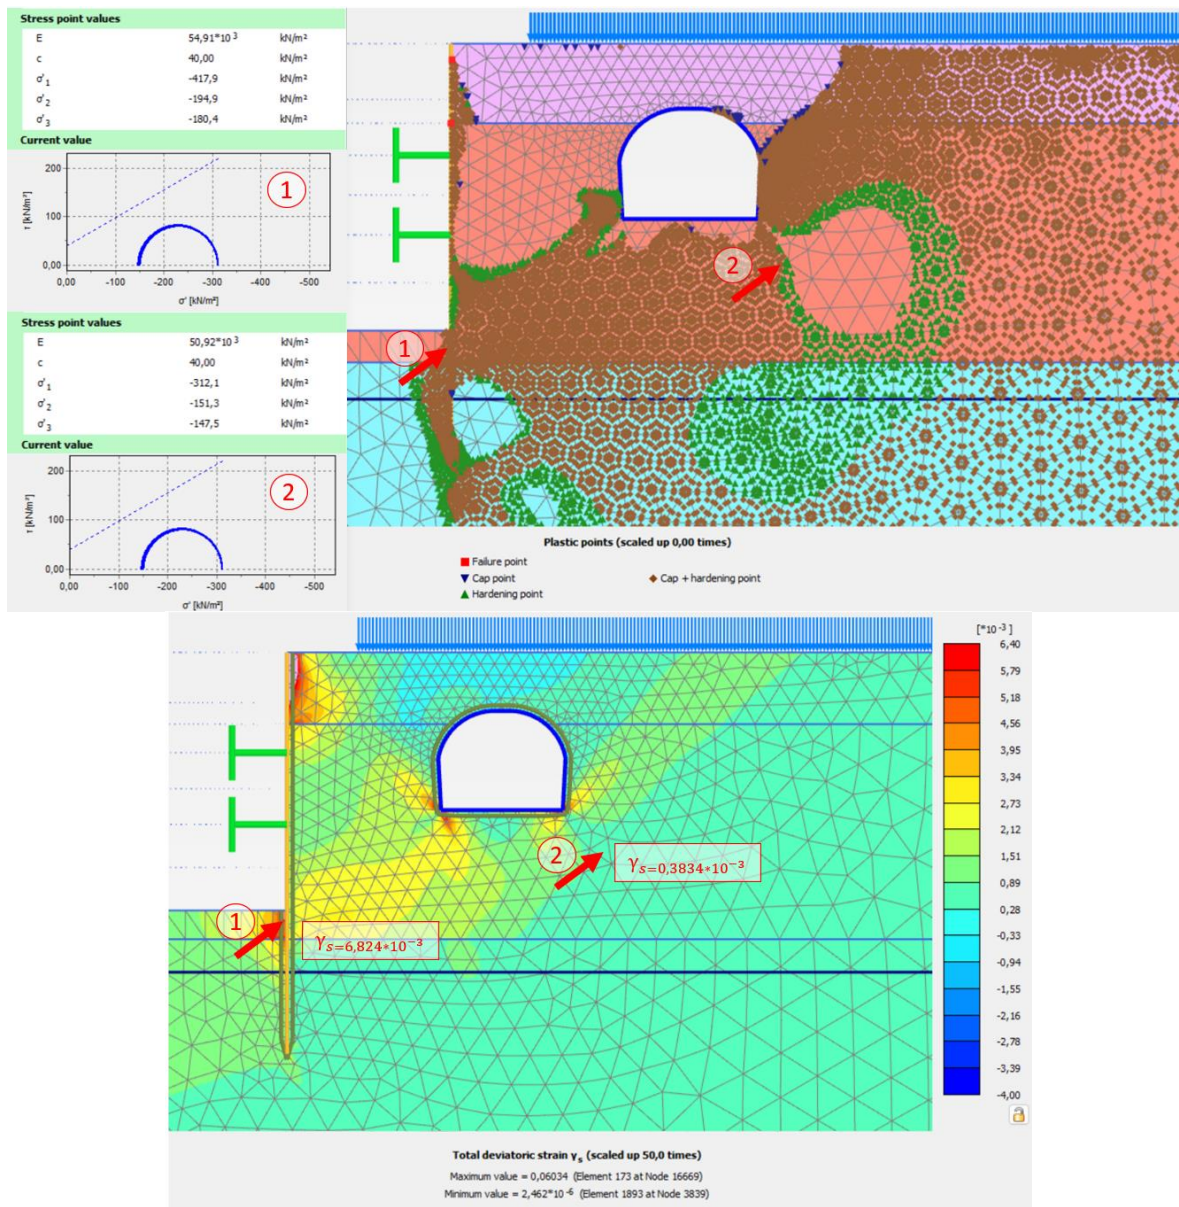 Stress point values
E 54,91*10 3 kN/m²
c 40,00 kN/m²
σ'1 -417,9 kN/m²
σ'2 -194,9 kN/m²
σ'3 -180,4 kN/m²
Current value
200
100
0,00
τ [kN/m²]
1
0,00 -100 -200 -300 -400 -500
σ' [kN/m²]
Stress point values
E 50,92*10 3 kN/m²
c 40,00 kN/m²
σ'1 -312,1 kN/m²
σ'2 -151,3 kN/m²
σ'3 -147,5 kN/m²
Current value
200
100
0,00
τ [kN/m²]
2
0,00 -100 -200 -300 -400 -500
σ' [kN/m²]
2
1
Plastic points (scaled up 0,00 times)
Failure point
Cap point Cap + hardening point
Hardening point
[*10 -3 ]
6,40
5,79
5,18
4,56
3,95
3,34
2,73
2,12
1,51
0,89
0,28
-0,33
-0,94
-1,55
-2,16
-2,78
-3,39
-4,00
2
γs=0,3834*10−3
1
γs=6,824*10−3
Total deviatoric strain γs (scaled up 50,0 times)
Maximum value = 0,06034 (Element 173 at Node 16669)
Minimum value = 2,462*10 -6 (Element 1893 at Node 3839)